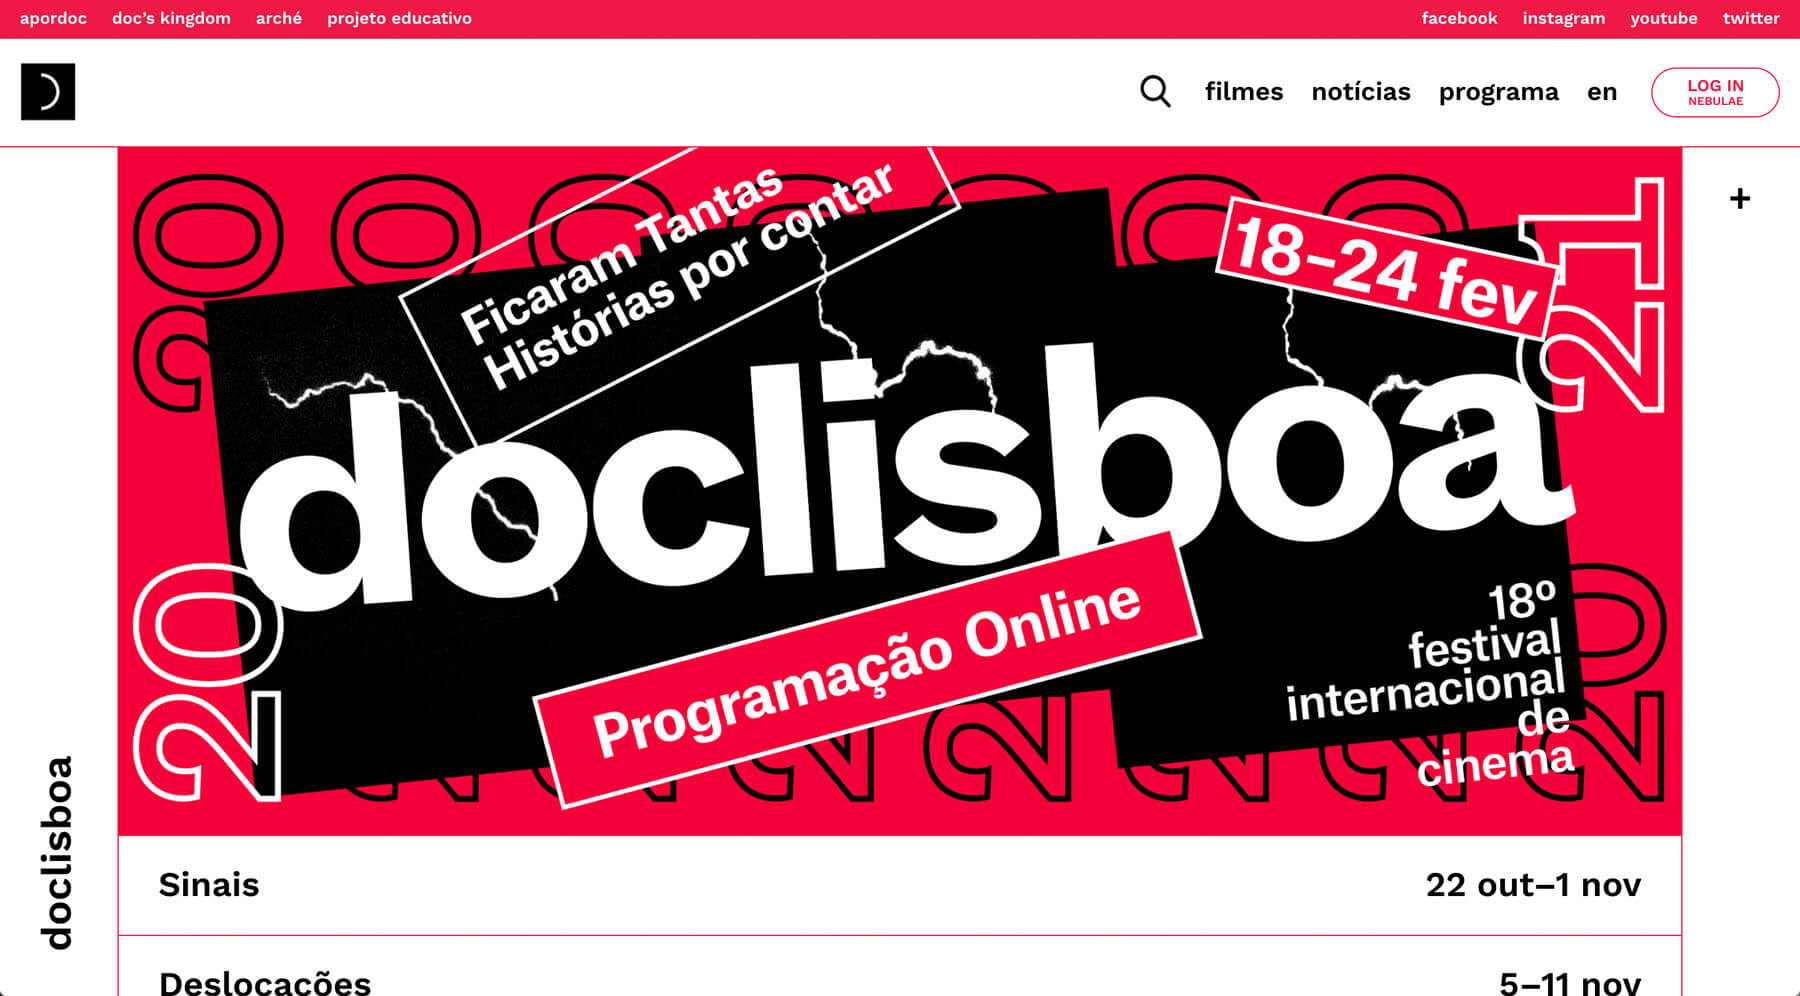 apordoc doc's kingdom arché projeto educativo facebook instagram youtube twitter
filmes notícias programa en LOG IN
NEBULAE
Ficaram Tantas
Histórias por contar
18-24 fev
21
doclisboa
Programação Online
20
18º
festival
internacional
de
cinema
doclisboa
Sinais 22 out–1 nov
Deslocações 5–11 nov